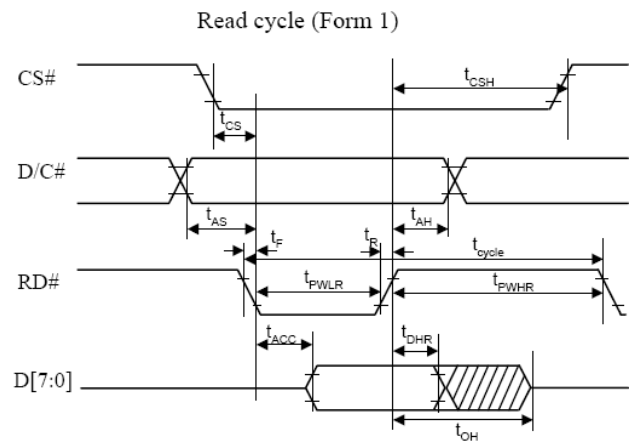 Read cycle (Form 1)
CS#
tCSH
tCS
D/C#
tAS
tAH
tF
tR
tcycle
RD#
tPWLR
tPWHR
tACC
tDHR
D[7:0]
tOH